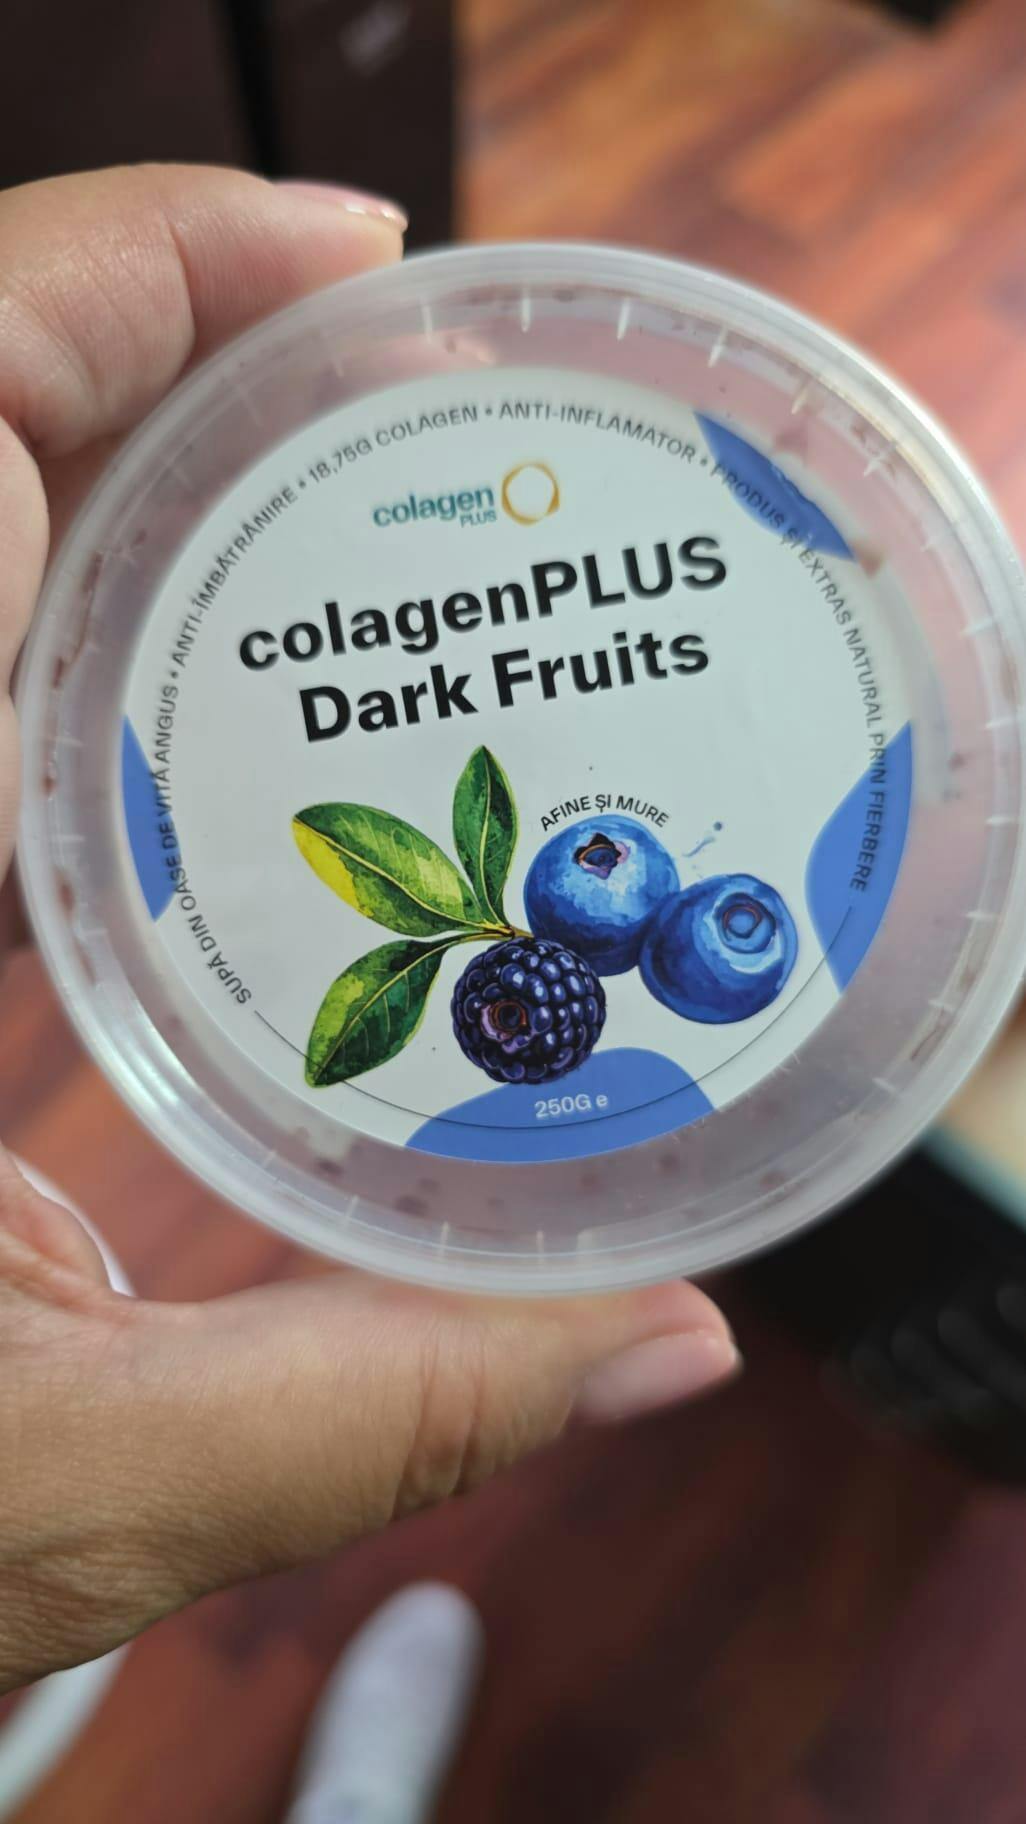 SUPĂ DIN OASE DE VITĂ ANGUS • ANTI-ÎMBĂTRÂNIRE • 18,75G COLAGEN • ANTI-INFLAMATOR • PRODUS ȘI EXTRAS NATURAL PRIN FIERBERE
colagen
PLUS
colagenPLUS
Dark Fruits
AFINE ȘI MURE
250G e